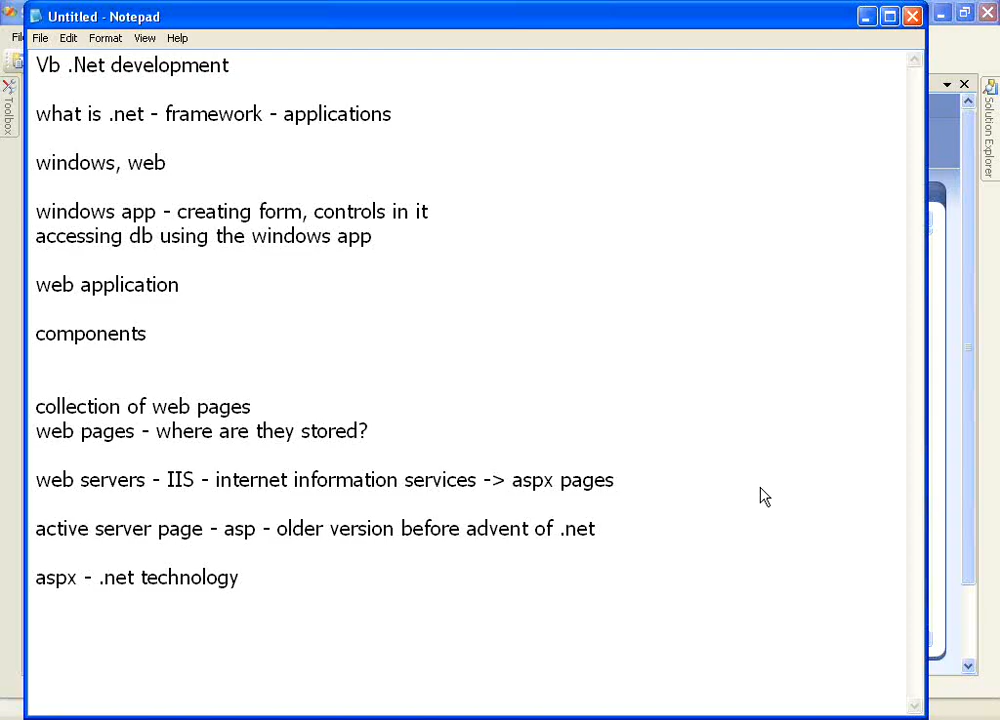 Untitled - Notepad
File Edit Format View Help
Vb .Net development
what is .net - framework - applications
windows, web
windows app - creating form, controls in it
accessing db using the windows app
web application
components
collection of web pages
web pages - where are they stored?
web servers - IIS - internet information services -> aspx pages
active server page - asp - older version before advent of .net
aspx - .net technology
Toolbox
Solution Explorer